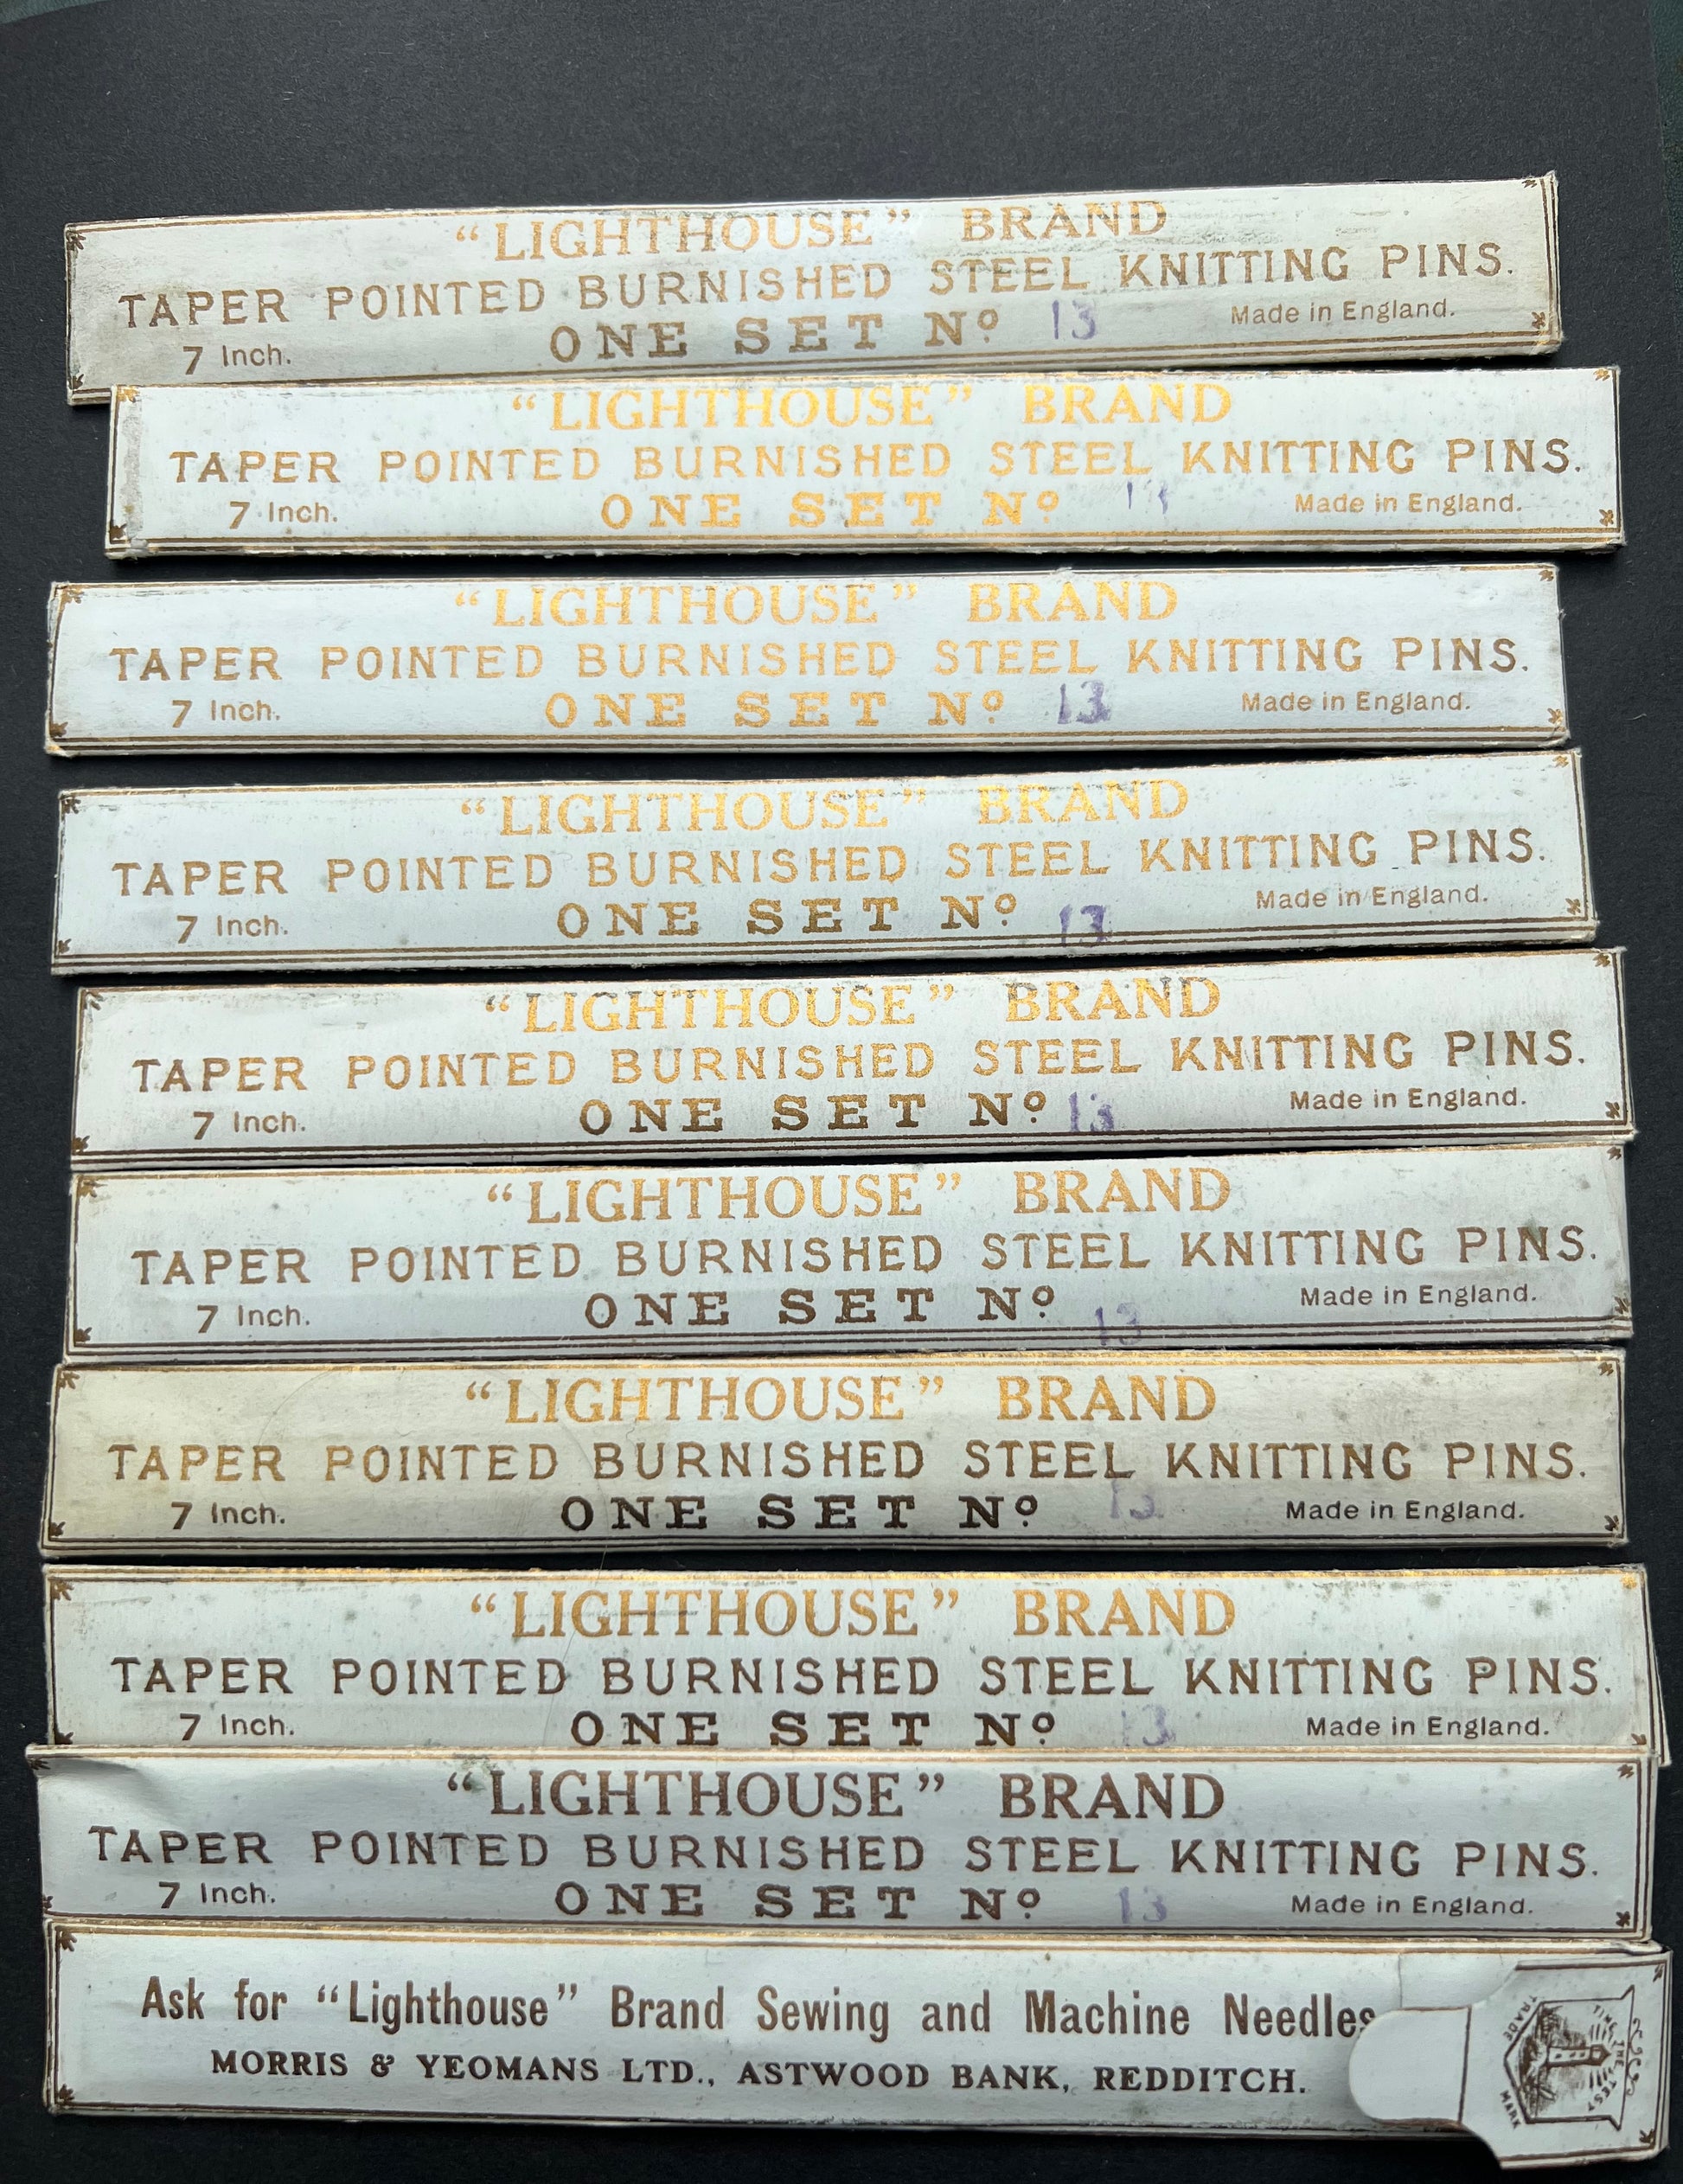 “LIGHTHOUSE” BRAND
TAPER POINTED BURNISHED STEEL KNITTING PINS.
7 Inch. ONE SET Nº 13 Made in England.
“LIGHTHOUSE” BRAND
TAPER POINTED BURNISHED STEEL KNITTING PINS.
7 Inch. ONE SET Nº Made in England.
“LIGHTHOUSE” BRAND
TAPER POINTED BURNISHED STEEL KNITTING PINS.
7 Inch. ONE SET Nº 13 Made in England.
“LIGHTHOUSE” BRAND
TAPER POINTED BURNISHED STEEL KNITTING PINS.
7 Inch. ONE SET Nº 13 Made in England.
“LIGHTHOUSE” BRAND
TAPER POINTED BURNISHED STEEL KNITTING PINS.
7 Inch. ONE SET Nº 13 Made in England.
“LIGHTHOUSE” BRAND
TAPER POINTED BURNISHED STEEL KNITTING PINS.
7 Inch. ONE SET Nº 13 Made in England.
“LIGHTHOUSE” BRAND
TAPER POINTED BURNISHED STEEL KNITTING PINS.
7 Inch. ONE SET Nº 13 Made in England.
“LIGHTHOUSE” BRAND
TAPER POINTED BURNISHED STEEL KNITTING PINS.
7 Inch. ONE SET Nº 13 Made in England.
“LIGHTHOUSE” BRAND
TAPER POINTED BURNISHED STEEL KNITTING PINS.
7 Inch. ONE SET Nº 13 Made in England.
Ask for “Lighthouse” Brand Sewing and Machine Needles
MORRIS & YEOMANS LTD., ASTWOOD BANK, REDDITCH.
TRADE MARK